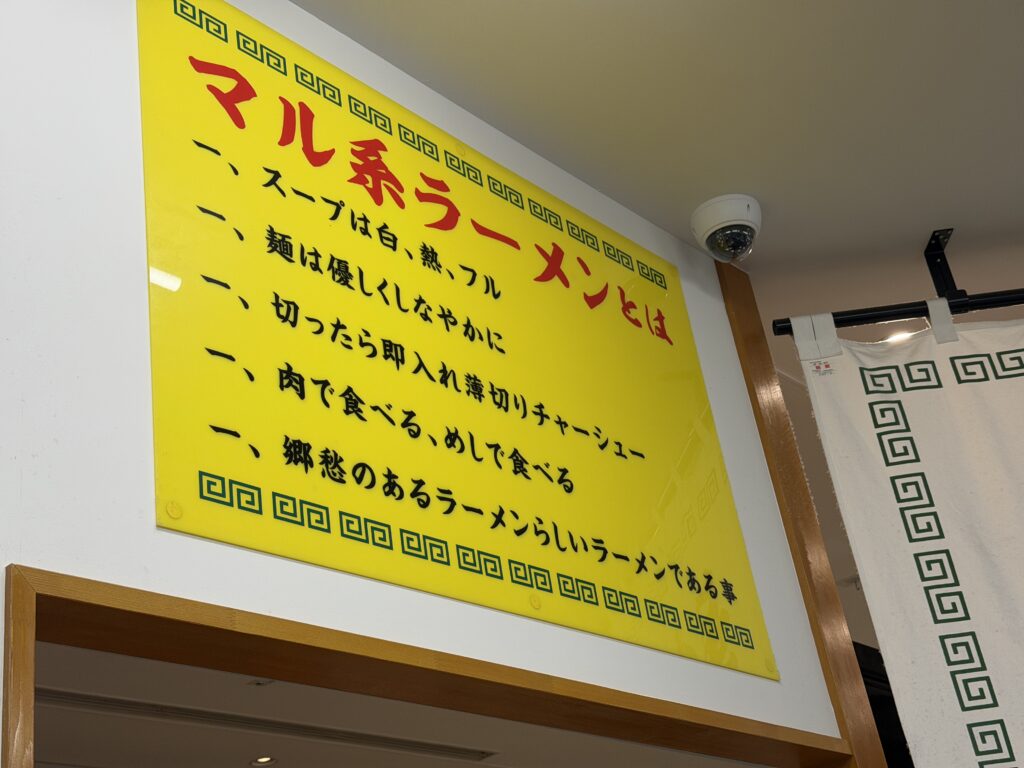 マル系ラーメンとは
一、スープは白、熱、フル
一、麺は優しくしなやかに
一、切ったら即入れ薄切りチャーシュー
一、肉で食べる、めしで食べる
一、郷愁のあるラーメンらしいラーメンである事